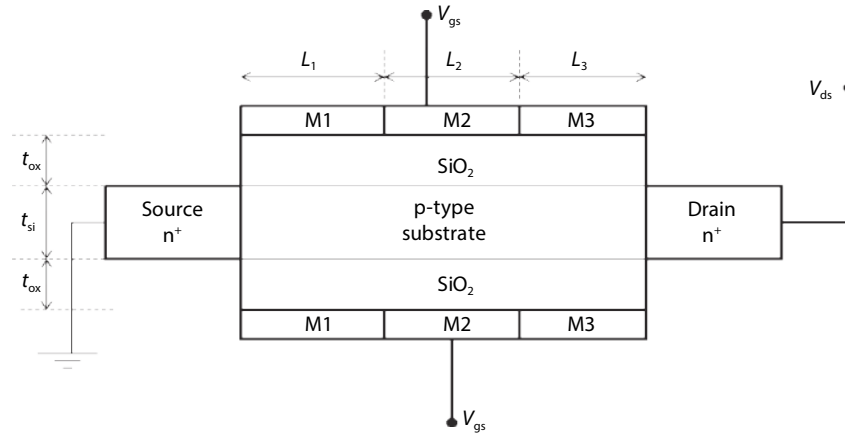 V_gs
L_1 L_2 L_3
V_ds
M1 M2 M3
t_ox
SiO_2
t_si
Source
n^+
p-type
substrate
Drain
n^+
t_ox
SiO_2
M1 M2 M3
V_gs